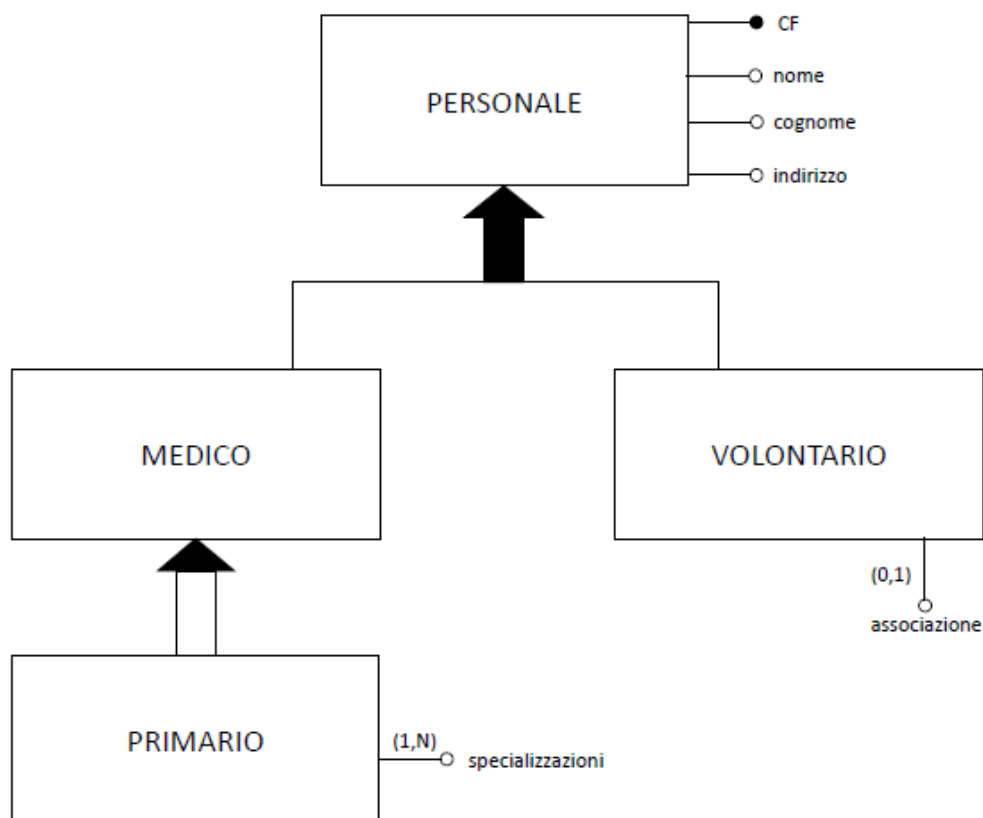 CF
nome
PERSONALE
cognome
indirizzo
MEDICO
VOLONTARIO
(0,1)
associazione
PRIMARIO
(1,N)
specializzazioni